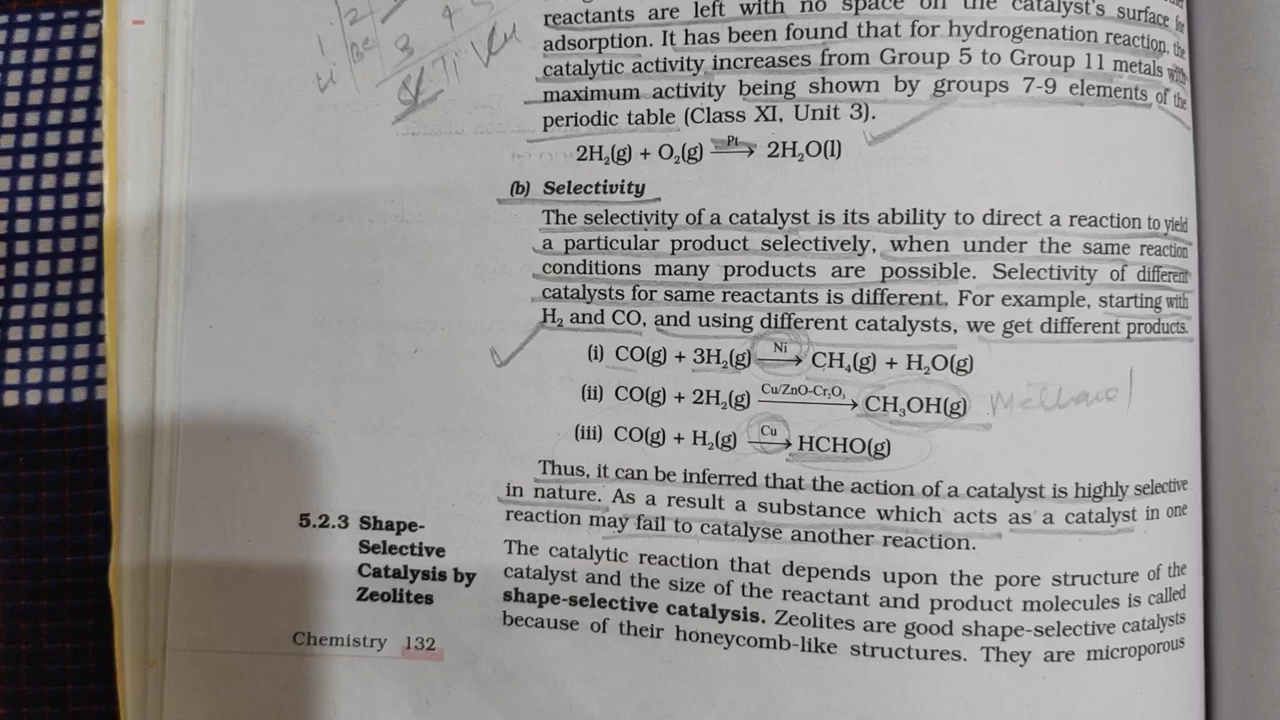 reactants are left with no space on the catalyst's surface for
adsorption. It has been found that for hydrogenation reaction, the
catalytic activity increases from Group 5 to Group 11 metals with
maximum activity being shown by groups 7-9 elements of the
periodic table (Class XI, Unit 3).
2H₂(g) + O₂(g) —Pt→ 2H₂O(l)
(b) Selectivity
The selectivity of a catalyst is its ability to direct a reaction to yield
a particular product selectively, when under the same reaction
conditions many products are possible. Selectivity of different
catalysts for same reactants is different. For example, starting with
H₂ and CO, and using different catalysts, we get different products.
(i) CO(g) + 3H₂(g) —Ni→ CH₄(g) + H₂O(g)
(ii) CO(g) + 2H₂(g) —Cu/ZnO-Cr₂O₃→ CH₃OH(g)
(iii) CO(g) + H₂(g) —Cu→ HCHO(g)
Thus, it can be inferred that the action of a catalyst is highly selective
in nature. As a result a substance which acts as a catalyst in one
reaction may fail to catalyse another reaction.
5.2.3 Shape-
Selective
Catalysis by
Zeolites
The catalytic reaction that depends upon the pore structure of the
catalyst and the size of the reactant and product molecules is called
shape-selective catalysis. Zeolites are good shape-selective catalysts
because of their honeycomb-like structures. They are microporous
Chemistry 132